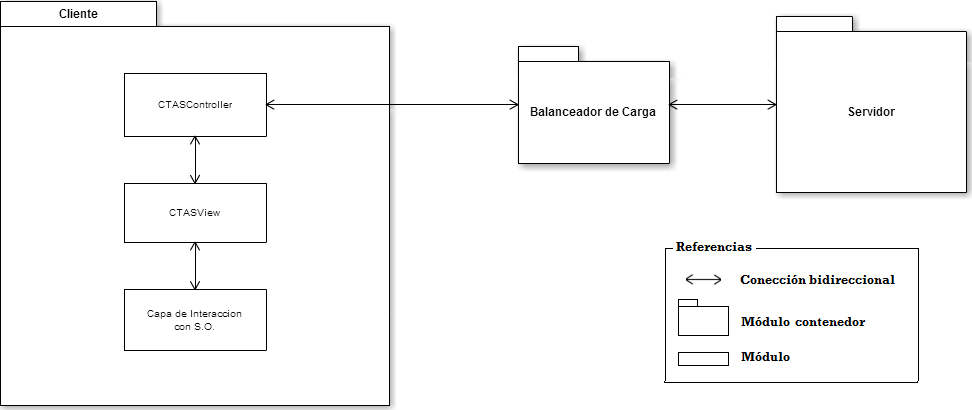 Cliente
CTASController
CTASView
Capa de Interaccion
con S.O.
Balanceador de Carga
Servidor
Referencias
Conección bidireccional
Módulo contenedor
Módulo